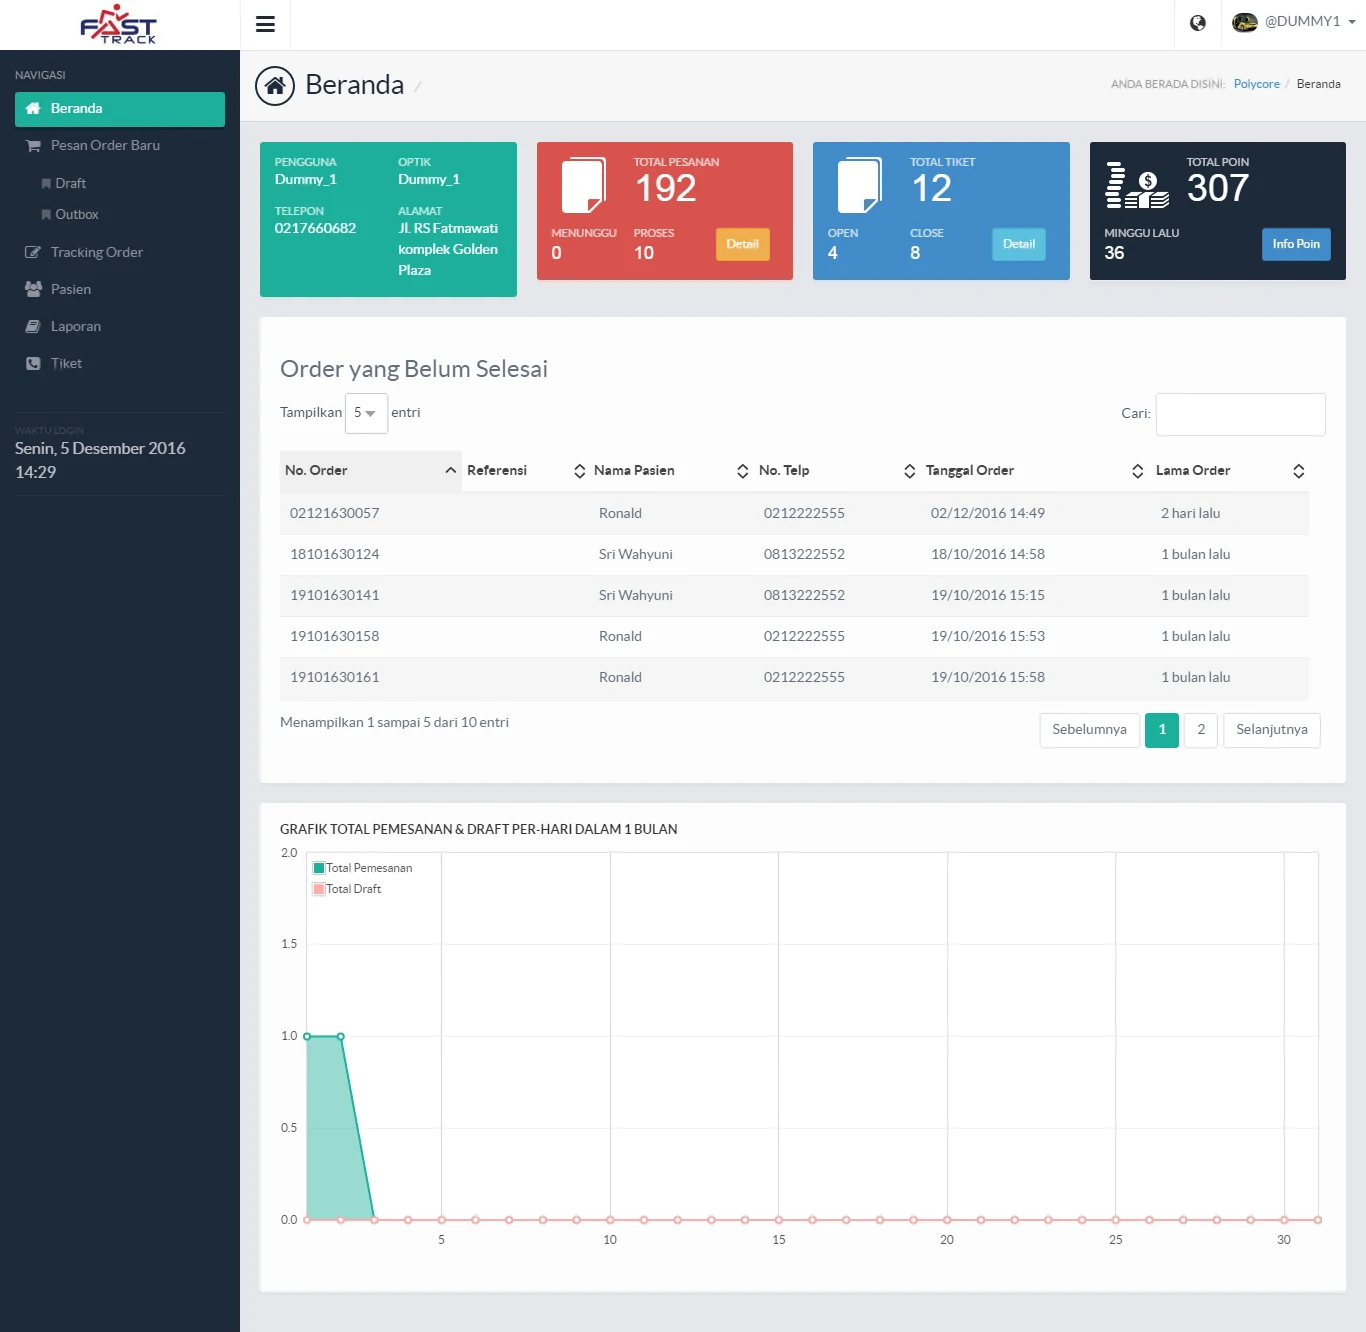 FAST
TRACK
@DUMMY1
NAVIGASI
Beranda
Pesan Order Baru
Draft
Outbox
Tracking Order
Pasien
Laporan
Tiket
WAKTU LOGIN
Senin, 5 Desember 2016
14:29
Beranda /
ANDA BERADA DISINI: Polycore / Beranda
PENGGUNA OPTIK
Dummy_1 Dummy_1
TELEPON ALAMAT
0217660682 Jl. RS Fatmawati
komplek Golden
Plaza
TOTAL PESANAN
192
MENUNGGU PROSES
0 10 Detail
TOTAL TIKET
12
OPEN CLOSE
4 8 Detail
TOTAL POIN
307
MINGGU LALU
36 Info Poin
Order yang Belum Selesai
Tampilkan 5 entri Cari:
No. Order Referensi Nama Pasien No. Telp Tanggal Order Lama Order
02121630057 Ronald 0212222555 02/12/2016 14:49 2 hari lalu
18101630124 Sri Wahyuni 0813222552 18/10/2016 14:58 1 bulan lalu
19101630141 Sri Wahyuni 0813222552 19/10/2016 15:15 1 bulan lalu
19101630158 Ronald 0212222555 19/10/2016 15:53 1 bulan lalu
19101630161 Ronald 0212222555 19/10/2016 15:58 1 bulan lalu
Menampilkan 1 sampai 5 dari 10 entri Sebelumnya 1 2 Selanjutnya
GRAFIK TOTAL PEMESANAN & DRAFT PER-HARI DALAM 1 BULAN
Total Pemesanan
Total Draft
2.0
1.5
1.0
0.5
0.0
5 10 15 20 25 30